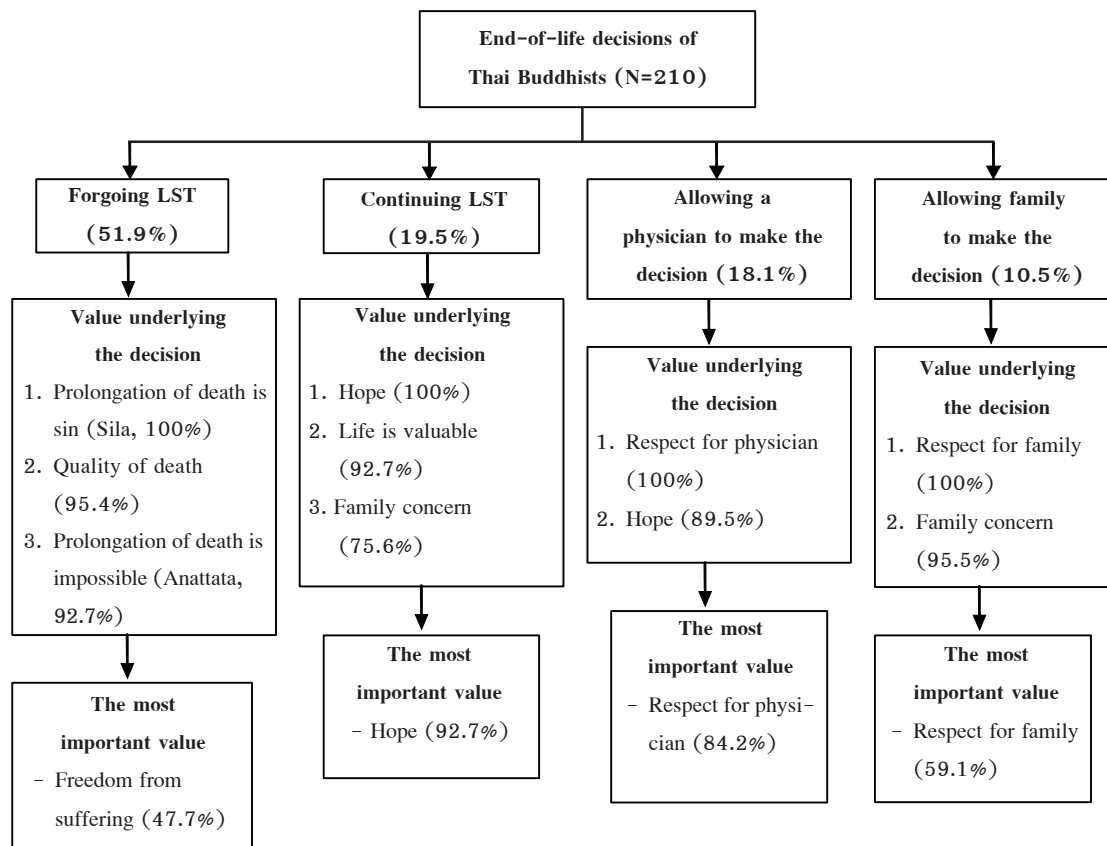 End-of-life decisions of
Thai Buddhists (N=210)
Forgoing LST
(51.9%)
Value underlying
the decision
1. Prolongation of death is
sin (Sila, 100%)
2. Quality of death
(95.4%)
3. Prolongation of death is
impossible (Anattata,
92.7%)
The most
important value
- Freedom from
suffering (47.7%)
Continuing LST
(19.5%)
Value underlying
the decision
1. Hope (100%)
2. Life is valuable
(92.7%)
3. Family concern
(75.6%)
The most
important value
- Hope (92.7%)
Allowing a
physician to make the
decision (18.1%)
Value underlying
the decision
1. Respect for physician
(100%)
2. Hope (89.5%)
The most
important value
- Respect for physi-
cian (84.2%)
Allowing family
to make the
decision (10.5%)
Value underlying
the decision
1. Respect for family
(100%)
2. Family concern
(95.5%)
The most
important value
- Respect for family
(59.1%)